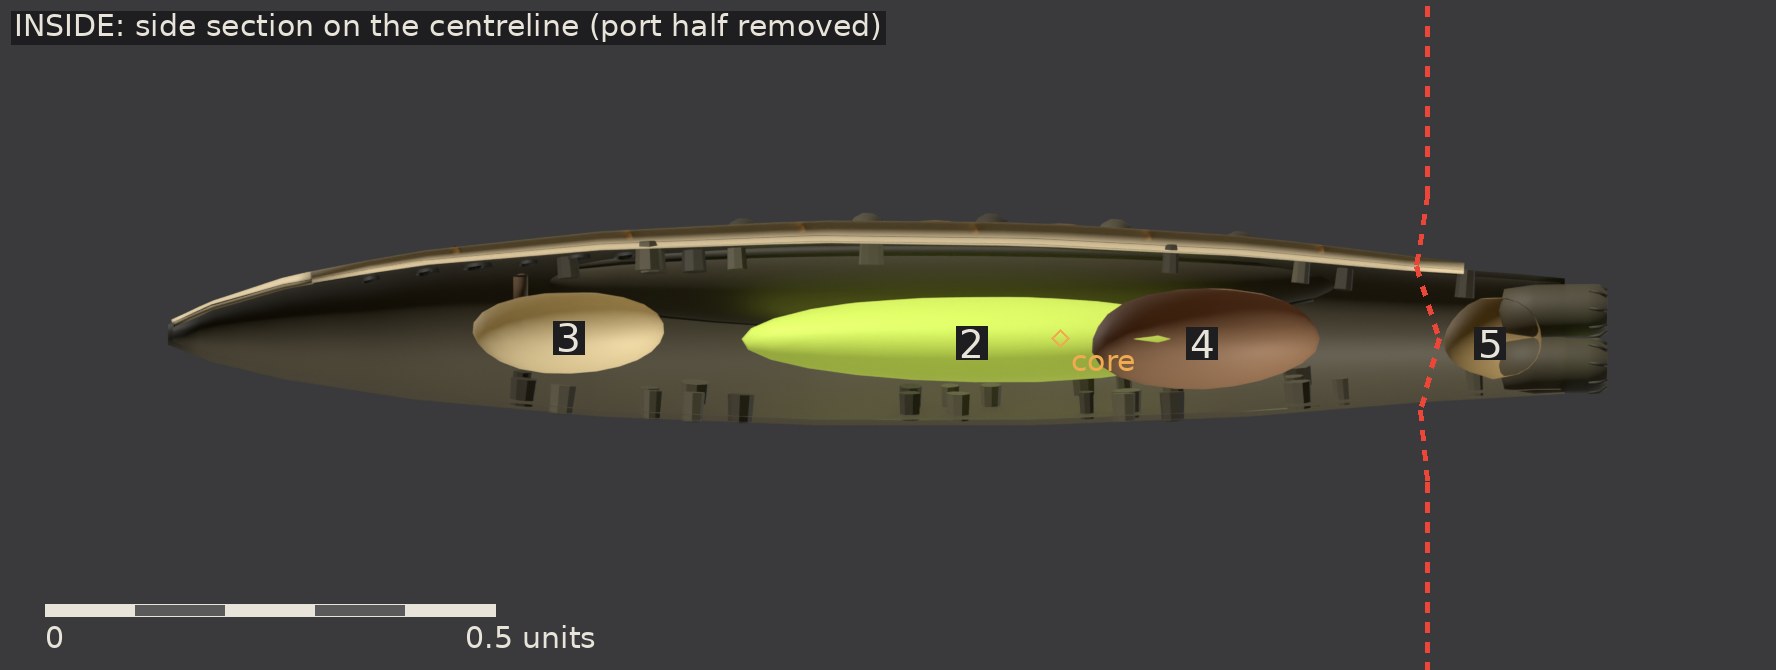 INSIDE: side section on the centreline (port half removed)
3
2
4
5
core
0
0.5 units